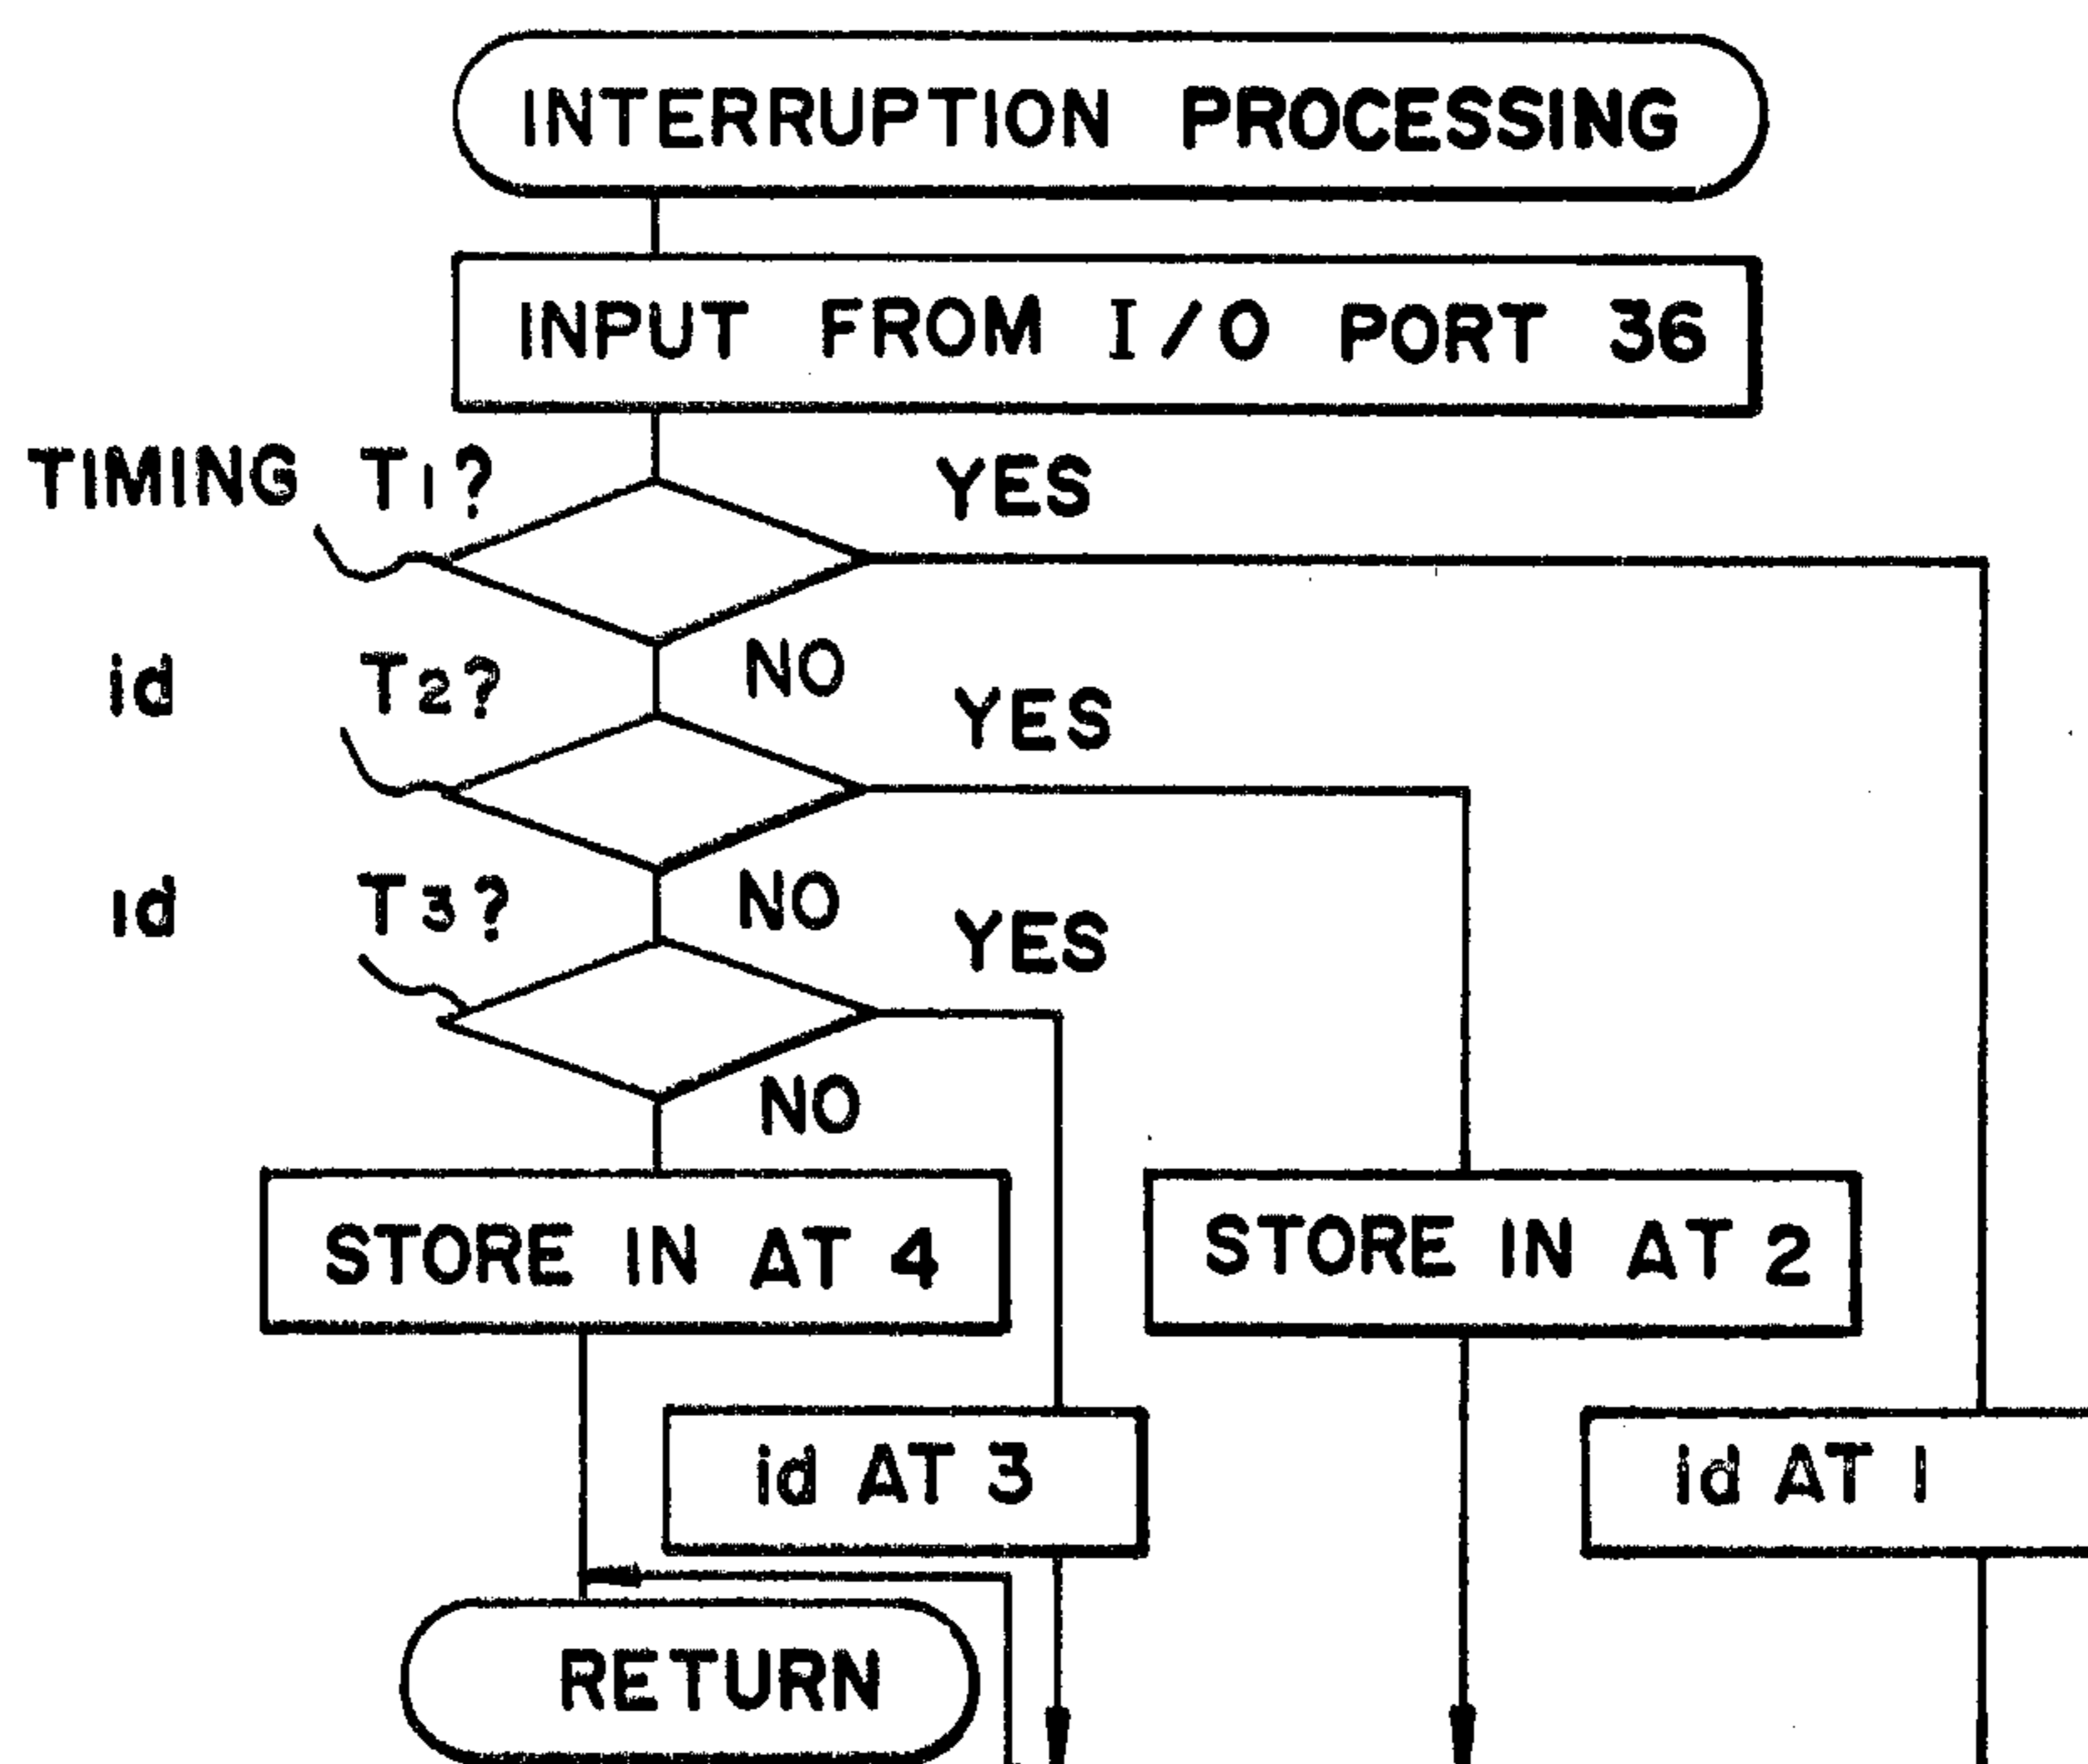 INTERRUPTION PROCESSING
INPUT FROM I/O PORT 36
TIMING T1?
YES
NO
id T2?
YES
NO
id T3?
YES
NO
STORE IN AT 4
STORE IN AT 2
id AT 3
id AT 1
RETURN